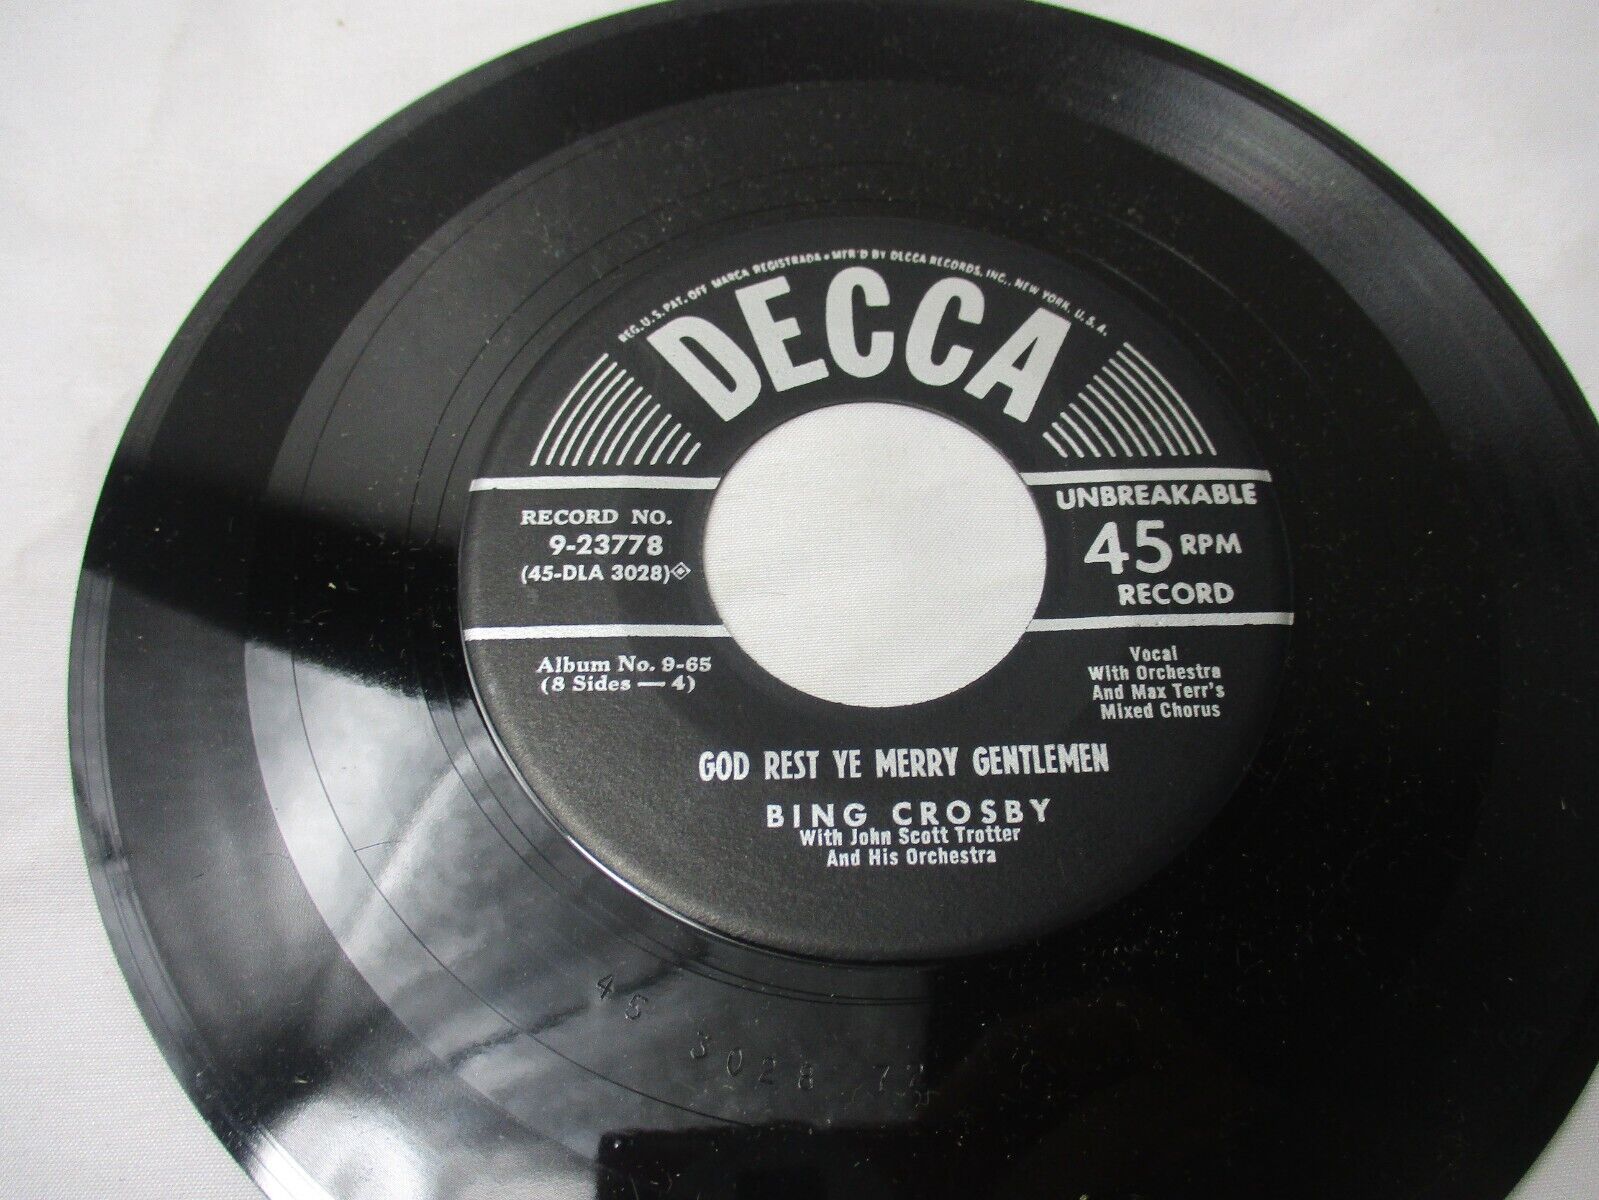 REG. U.S. PAT. OFF MARCA REGISTRADA • MFR'D BY DECCA RECORDS, INC., NEW YORK, U.S.A.
DECCA
RECORD NO.
9-23778
(45-DLA 3028)
UNBREAKABLE
45 RPM
RECORD
Album No. 9-65
(8 Sides — 4)
Vocal
With Orchestra
And Max Terr's
Mixed Chorus
GOD REST YE MERRY GENTLEMEN
BING CROSBY
With John Scott Trotter
And His Orchestra
45 3028 77